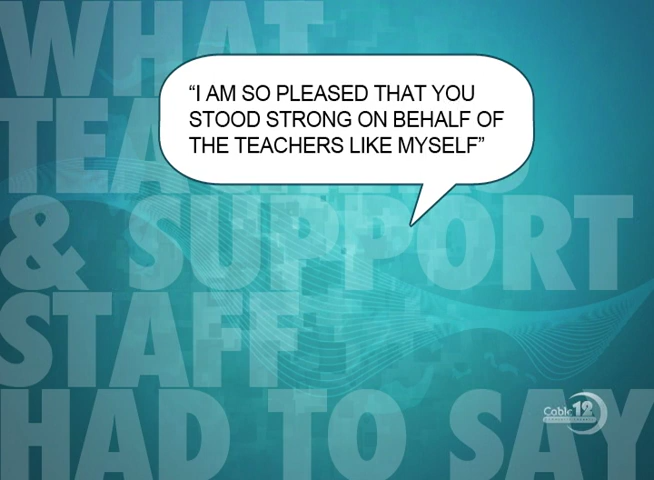 WHAT
TEACHERS
& SUPPORT
STAFF
HAD TO SAY
“I AM SO PLEASED THAT YOU
STOOD STRONG ON BEHALF OF
THE TEACHERS LIKE MYSELF”
Cable 12